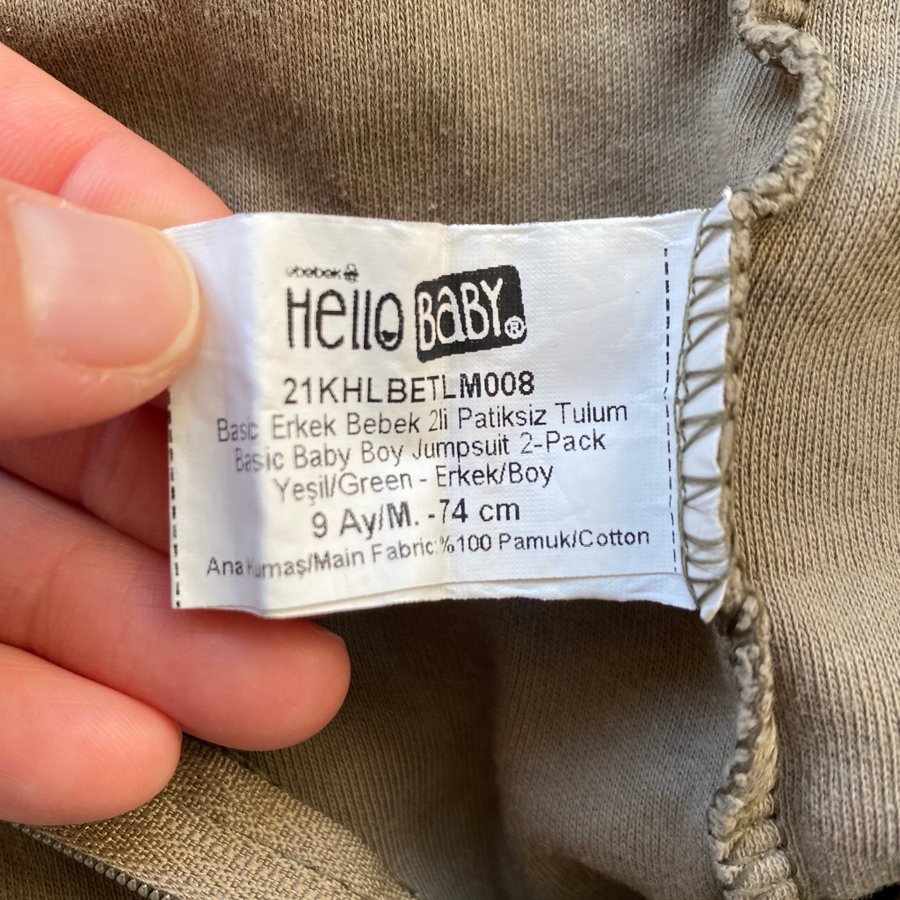 ebebek
Hello BABY®
21KHLBETLM008
Basic Erkek Bebek 2li Patiksiz Tulum
Basic Baby Boy Jumpsuit 2-Pack
Yeşil/Green - Erkek/Boy
9 Ay/M. -74 cm
Ana Kumaş/Main Fabric:%100 Pamuk/Cotton